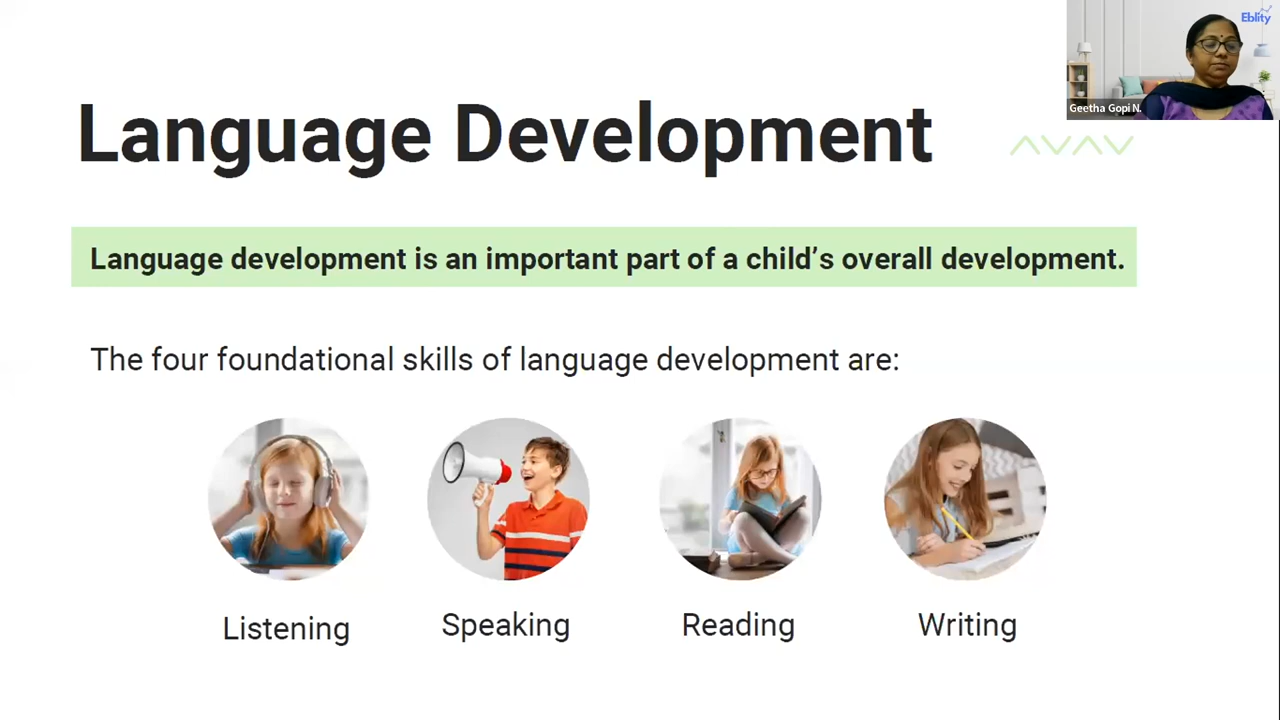 Eblity
Geetha Gopi N.
Language Development
Language development is an important part of a child’s overall development.
The four foundational skills of language development are:
Listening
Speaking
Reading
Writing